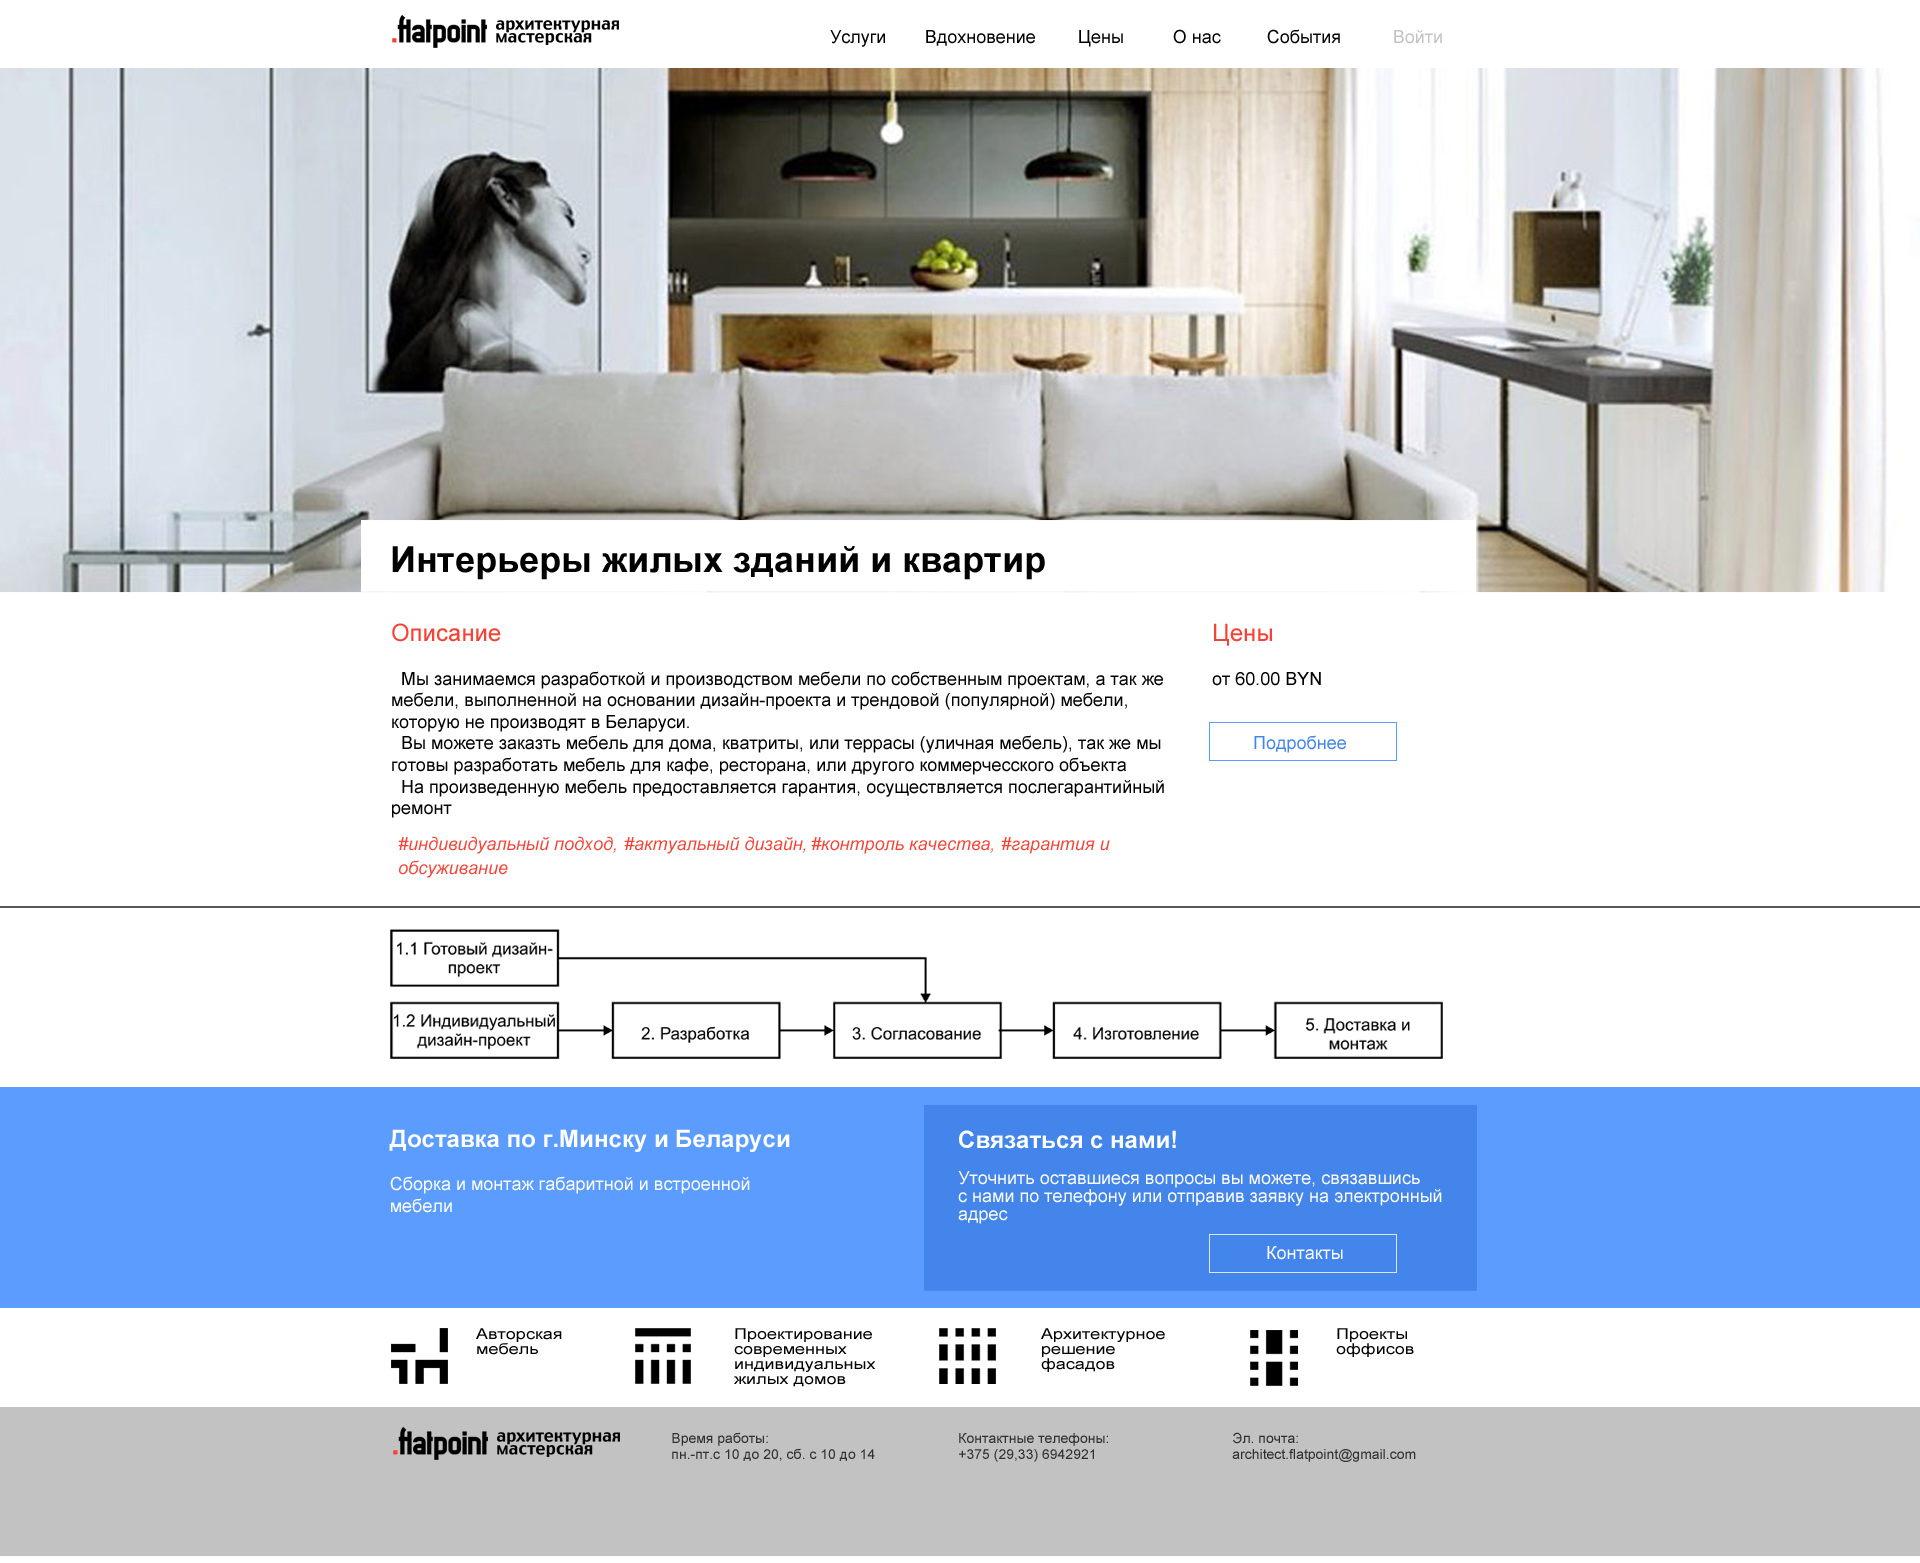 .flatpoint архитектурная
мастерская
Услуги Вдохновение Цены О нас События Войти
Интерьеры жилых зданий и квартир
Описание
Мы занимаемся разработкой и производством мебели по собственным проектам, а так же
мебели, выполненной на основании дизайн-проекта и трендовой (популярной) мебели,
которую не производят в Беларуси.
Вы можете заказть мебель для дома, кватриты, или террасы (уличная мебель), так же мы
готовы разработать мебель для кафе, ресторана, или другого коммерчесского объекта
На произведенную мебель предоставляется гарантия, осуществляется послегарантийный
ремонт
#индивидуальный подход, #актуальный дизайн, #контроль качества, #гарантия и
обсуживание
Цены
от 60.00 BYN
Подробнее
1.1 Готовый дизайн-
проект
1.2 Индивидуальный
дизайн-проект
2. Разработка
3. Согласование
4. Изготовление
5. Доставка и
монтаж
Доставка по г.Минску и Беларуси
Сборка и монтаж габаритной и встроенной
мебели
Связаться с нами!
Уточнить оставшиеся вопросы вы можете, связавшись
с нами по телефону или отправив заявку на электронный
адрес
Контакты
Авторская
мебель
Проектирование
современных
индивидуальных
жилых домов
Архитектурное
решение
фасадов
Проекты
оффисов
.flatpoint архитектурная
мастерская
Время работы:
пн.-пт.с 10 до 20, сб. с 10 до 14
Контактные телефоны:
+375 (29,33) 6942921
Эл. почта:
architect.flatpoint@gmail.com